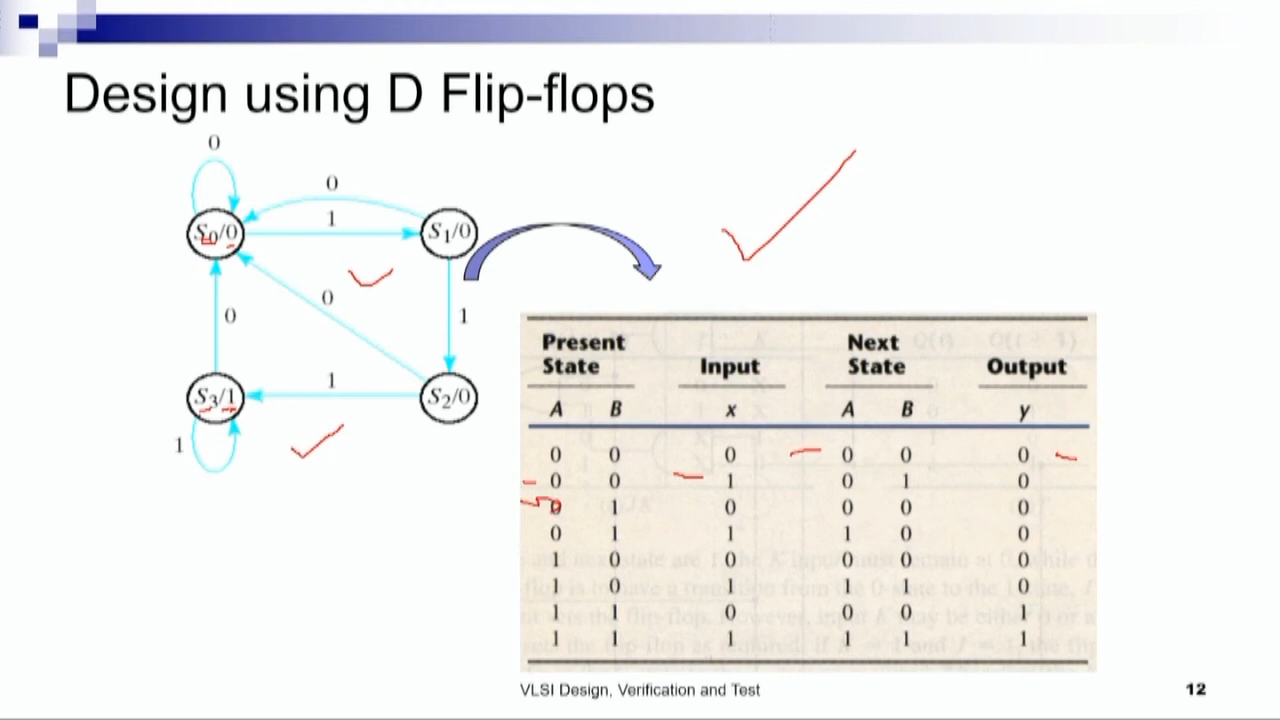 Design using D Flip-flops
0
0
1
S0/0
S1/0
0
0
1
1
S3/1
S2/0
1
Present State
Input
Next State
Output
A B x A B y
0 0 0 0 0 0
0 0 1 0 1 0
0 1 0 0 0 0
0 1 1 1 0 0
1 0 0 0 0 0
1 0 1 1 1 0
1 1 0 0 0 1
1 1 1 1 1 1
VLSI Design, Verification and Test
12